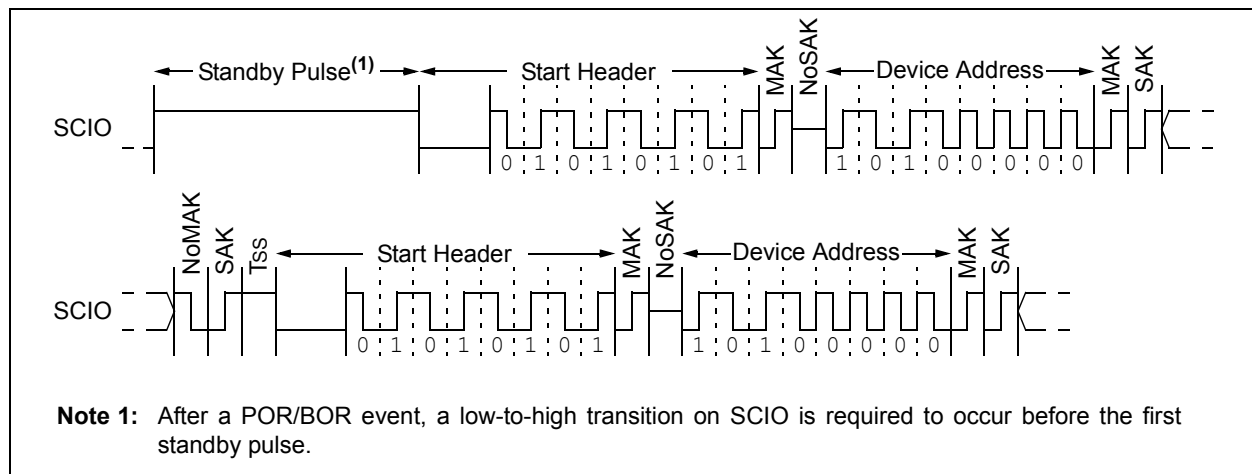 Standby Pulse(1) Start Header MAK NoSAK Device Address MAK SAK
SCIO
0 1 0 1 0 1 0 1 1 0 1 0 0 0 0 0
NoMAK SAK TSS Start Header MAK NoSAK Device Address MAK SAK
SCIO
0 1 0 1 0 1 0 1 1 0 1 0 0 0 0 0
Note 1: After a POR/BOR event, a low-to-high transition on SCIO is required to occur before the first
standby pulse.